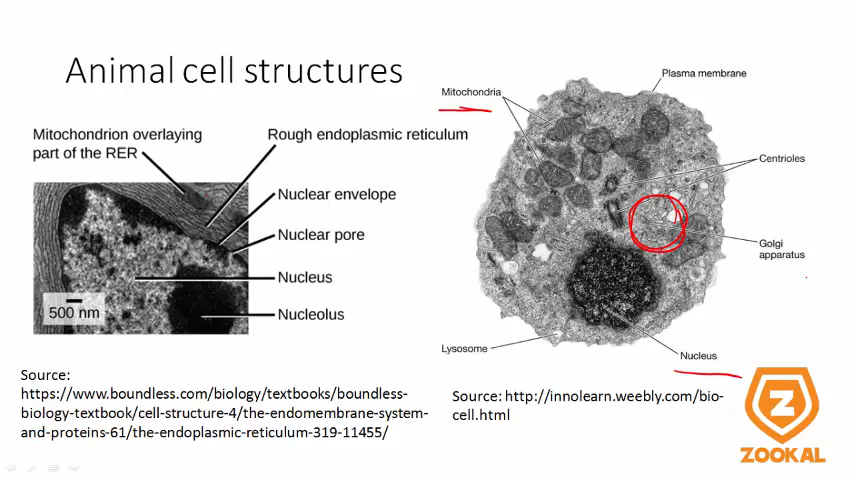 Animal cell structures
Mitochondrion overlaying
part of the RER
Rough endoplasmic reticulum
Nuclear envelope
Nuclear pore
Nucleus
Nucleolus
500 nm
Source:
https://www.boundless.com/biology/textbooks/boundless-
biology-textbook/cell-structure-4/the-endomembrane-system-
and-proteins-61/the-endoplasmic-reticulum-319-11455/
Plasma membrane
Mitochondria
Centrioles
Golgi
apparatus
Lysosome
Nucleus
Source: http://innolearn.weebly.com/bio-
cell.html
Z
ZOOKAL